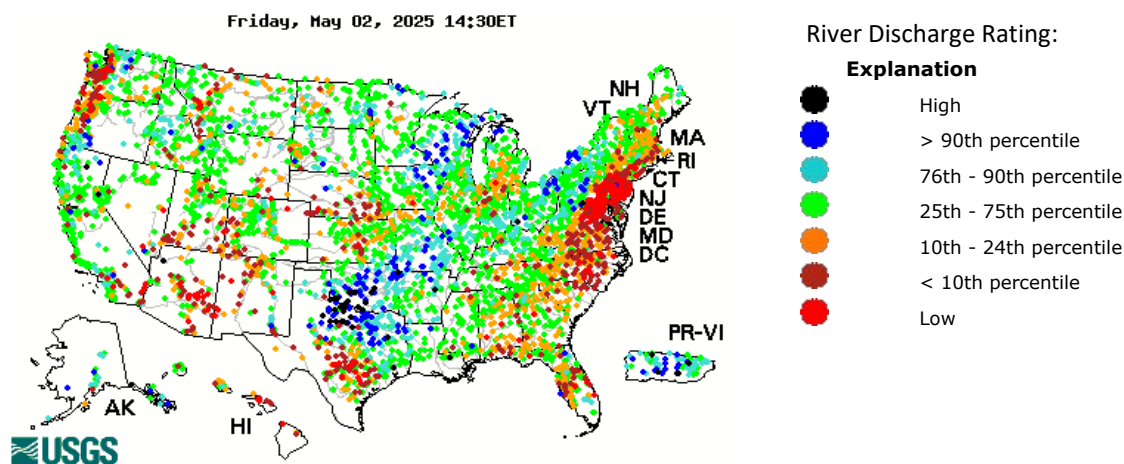 Friday, May 02, 2025 14:30ET
NH
VT
MA
RI
CT
NJ
DE
MD
DC
PR-VI
AK
HI
USGS
River Discharge Rating:
Explanation
High
> 90th percentile
76th - 90th percentile
25th - 75th percentile
10th - 24th percentile
< 10th percentile
Low